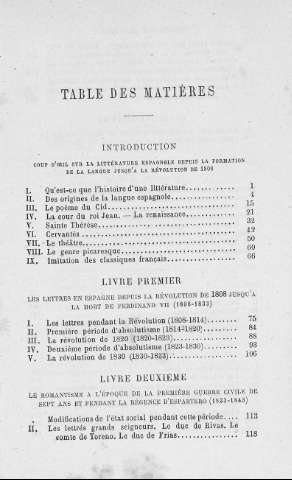 TABLE DES MATIÈRES
INTRODUCTION
COUP D'ŒIL SUR LA LITTÉRATURE ESPAGNOLE DEPUIS LA FORMATION
DE LA LANGUE JUSQU'A LA RÉVOLUTION DE 1808
I. Qu'est-ce que l'histoire d'une littérature 1
II. Des origines de la langue espagnole 4
III. Le poème du Cid 15
IV. La cour du roi Jean. — La renaissance 21
V. Sainte Thérèse 32
VI. Cervantès 42
VII. Le théâtre 50
VIII. Le genre picaresque 60
IX. Imitation des classiques français 66
LIVRE PREMIER
LES LETTRES EN ESPAGNE DEPUIS LA RÉVOLUTION DE 1808 JUSQU'A
LA MORT DE FERDINAND VII (1808-1833)
I. Les lettres pendant la Révolution (1808-1814) 75
II. Première période d'absolutisme (1814-1820) 84
III. La révolution de 1820 (1820-1823) 88
IV. Deuxième période d'absolutisme (1823-1830) 93
V. La révolution de 1830 (1830-1833) 106
LIVRE DEUXIÈME
LE ROMANTISME A L'ÉPOQUE DE LA PREMIÈRE GUERRE CIVILE DE
SEPT ANS ET PENDANT LA RÉGENCE D'ESPARTERO (1833-1843)
Modifications de l'état social pendant cette période 113
II. Les lettrés grands seigneurs. Le duc de Rivas. Le
comte de Toreno. Le duc de Frias 118